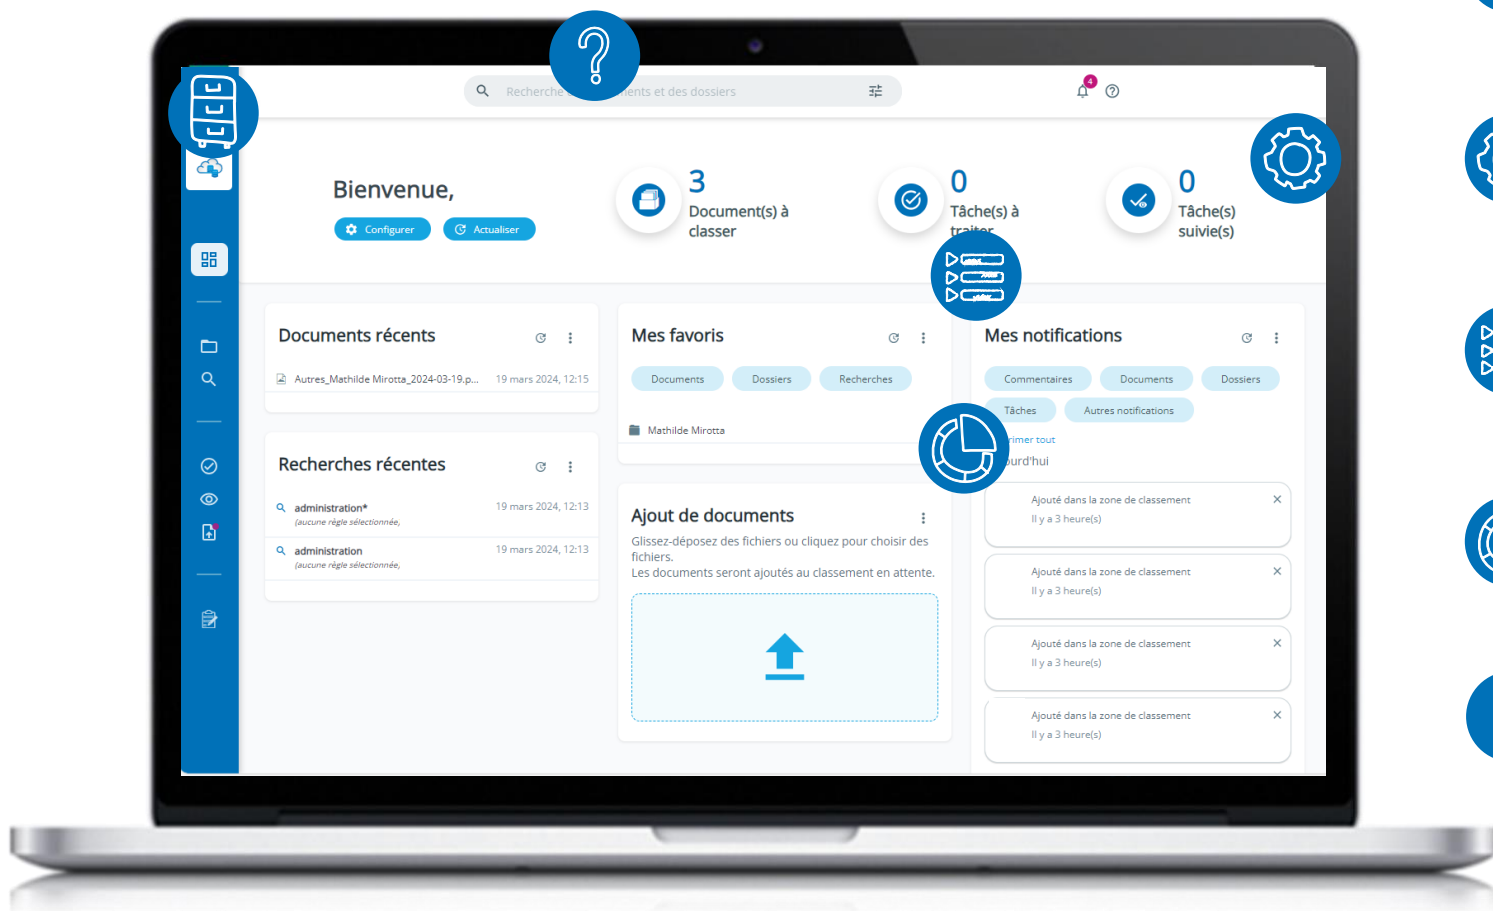 Recherche
ments et des dossiers
4
Bienvenue,
Configurer
Actualiser
3
Document(s) à
classer
0
Tâche(s) à
traiter
0
Tâche(s)
suivie(s)
Documents récents
Autres_Mathilde Mirotta_2024-03-19.p... 19 mars 2024, 12:15
Recherches récentes
administration* 19 mars 2024, 12:13
(aucune règle sélectionnée,
administration 19 mars 2024, 12:13
(aucune règle sélectionnée,
Mes favoris
Documents Dossiers Recherches
Mathilde Mirotta
Ajout de documents
Glissez-déposez des fichiers ou cliquez pour choisir des
fichiers.
Les documents seront ajoutés au classement en attente.
Mes notifications
Commentaires Documents Dossiers
Tâches Autres notifications
rimer tout
ourd'hui
Ajouté dans la zone de classement
Il y a 3 heure(s)
Ajouté dans la zone de classement
Il y a 3 heure(s)
Ajouté dans la zone de classement
Il y a 3 heure(s)
Ajouté dans la zone de classement
Il y a 3 heure(s)